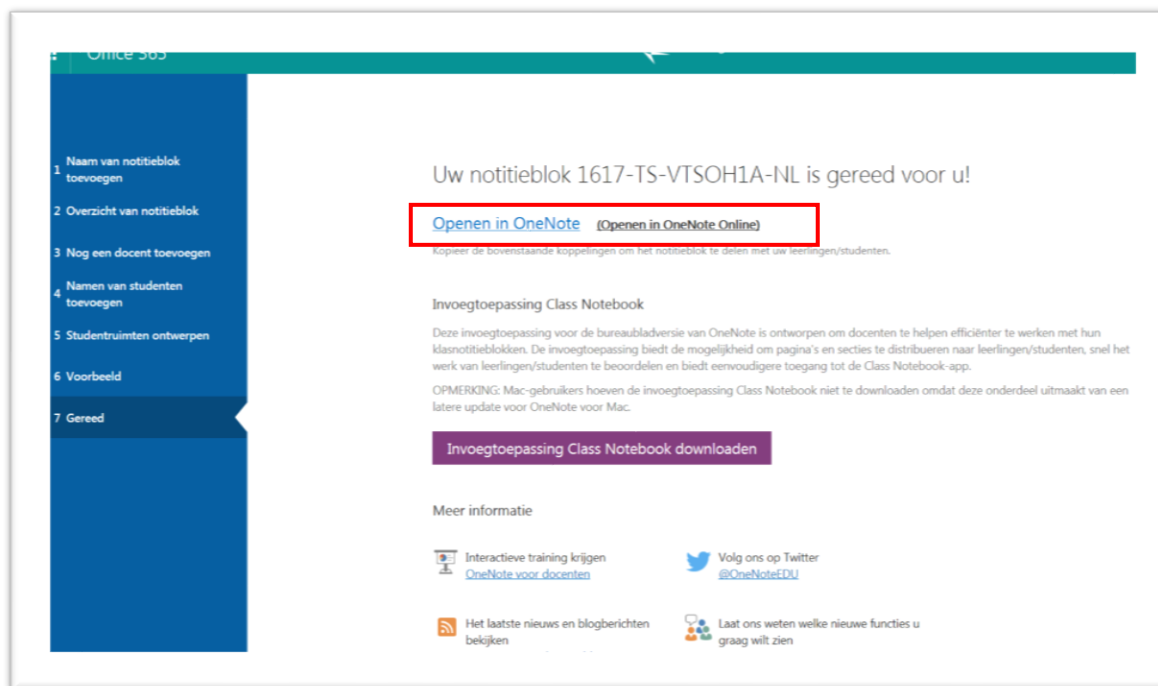 Office 365
1 Naam van notitieblok
toevoegen
2 Overzicht van notitieblok
3 Nog een docent toevoegen
4 Namen van studenten
toevoegen
5 Studentruimten ontwerpen
6 Voorbeeld
7 Gereed
Uw notitieblok 1617-TS-VTSOH1A-NL is gereed voor u!
Openen in OneNote (Openen in OneNote Online)
Kopieer de bovenstaande koppelingen om het notitieblok te delen met uw leerlingen/studenten.
Invoegtoepassing Class Notebook
Deze invoegtoepassing voor de bureaubladversie van OneNote is ontworpen om docenten te helpen efficiënter te werken met hun
klasnotitieblokken. De invoegtoepassing biedt de mogelijkheid om pagina's en secties te distribueren naar leerlingen/studenten, snel het
werk van leerlingen/studenten te beoordelen en biedt eenvoudigere toegang tot de Class Notebook-app.
OPMERKING: Mac-gebruikers hoeven de invoegtoepassing Class Notebook niet te downloaden omdat deze onderdeel uitmaakt van een
latere update voor OneNote voor Mac.
Invoegtoepassing Class Notebook downloaden
Meer informatie
Interactieve training krijgen
OneNote voor docenten
Volg ons op Twitter
@OneNoteEDU
Het laatste nieuws en blogberichten
bekijken
Laat ons weten welke nieuwe functies u
graag wilt zien